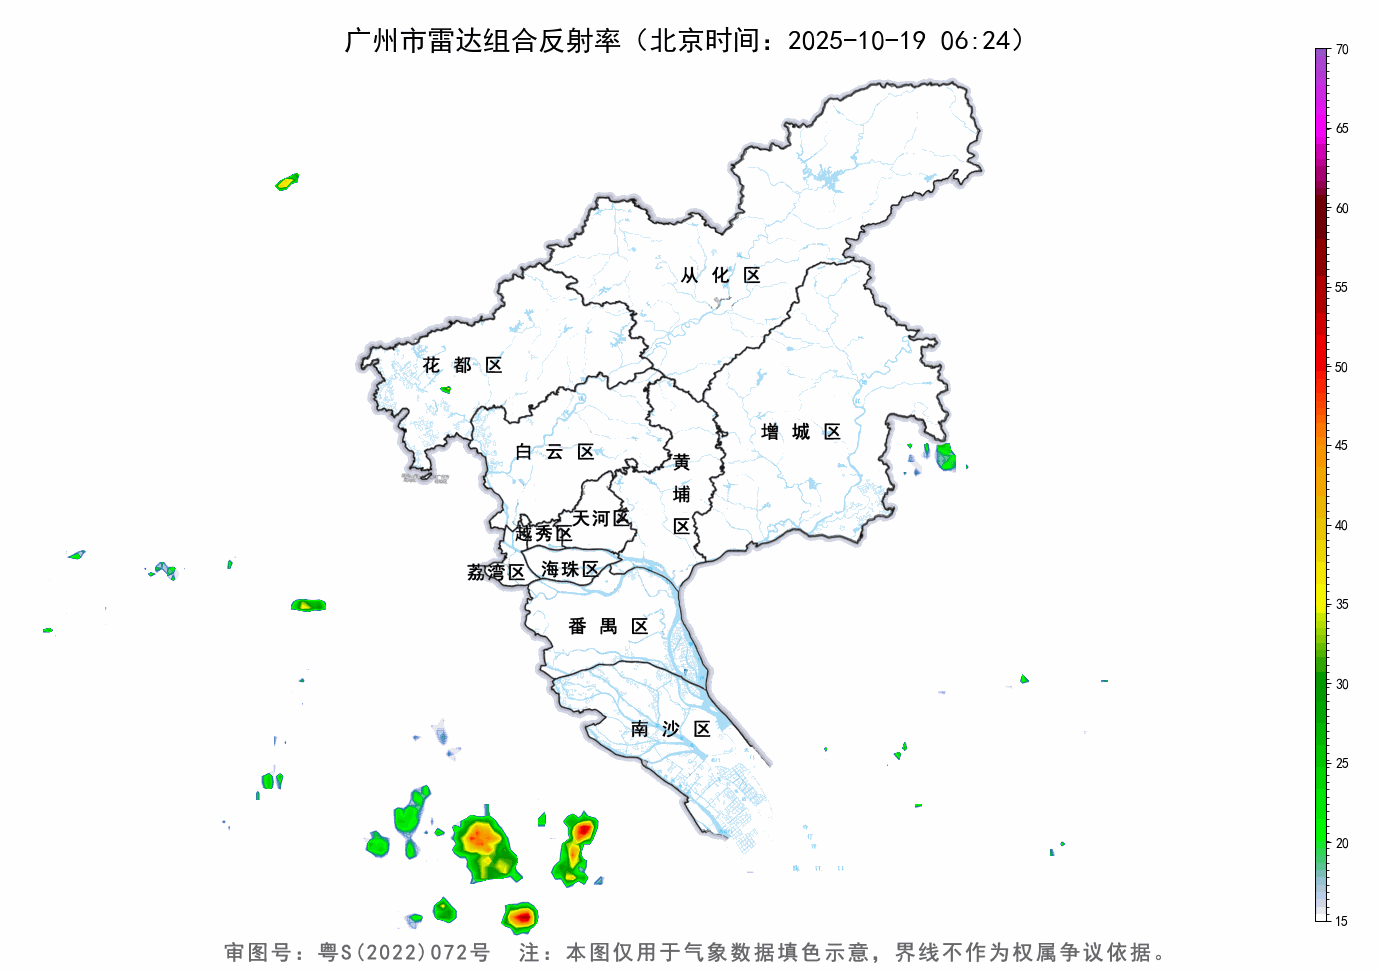 广州市雷达组合反射率（北京时间：2025-10-19 06:24）
70
65
60
55
50
45
40
35
30
25
20
15
从化区
花都区
增城区
白云区
黄埔区
天河区
越秀区
荔湾区
海珠区
番禺区
南沙区
审图号：粤S(2022)072号 注：本图仅用于气象数据填色示意，界线不作为权属争议依据。